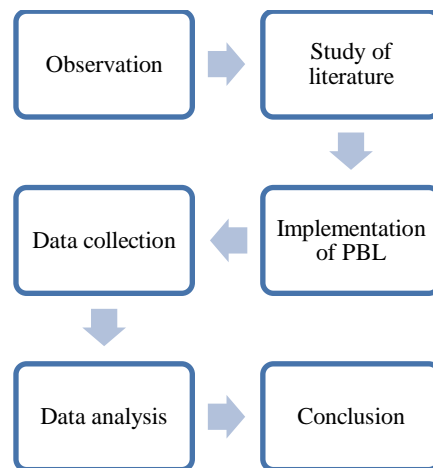 Observation
Study of
literature
Implementation
of PBL
Data collection
Data analysis
Conclusion